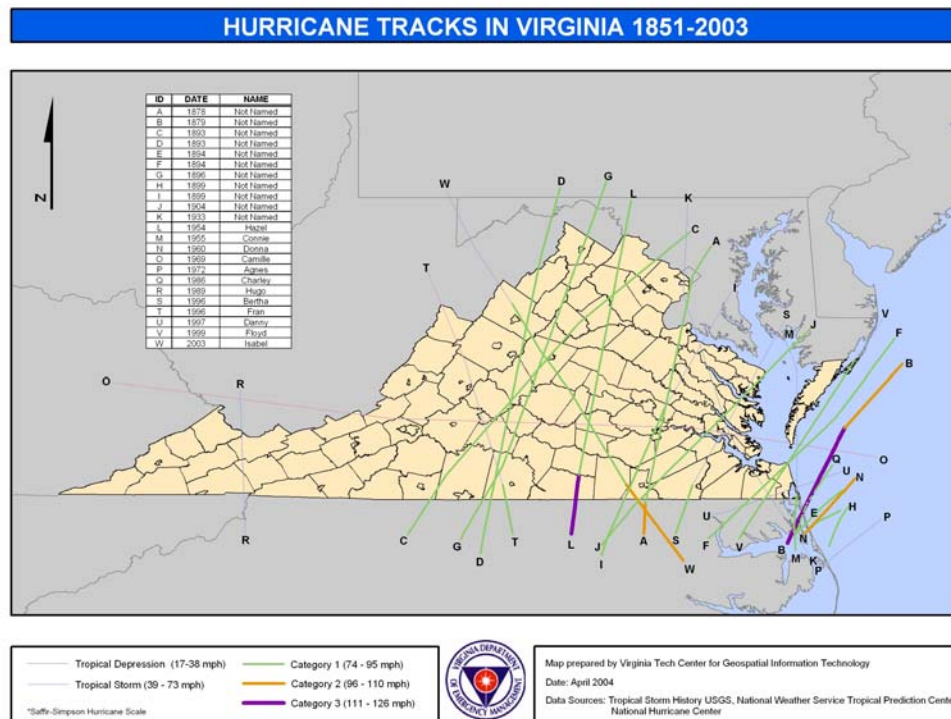 HURRICANE TRACKS IN VIRGINIA 1851-2003
ID DATE NAME
A 1878 Not Named
B 1879 Not Named
C 1893 Not Named
D 1893 Not Named
E 1894 Not Named
F 1894 Not Named
G 1896 Not Named
H 1899 Not Named
I 1899 Not Named
J 1904 Not Named
K 1933 Not Named
L 1954 Hazel
M 1955 Connie
N 1960 Donna
O 1969 Camille
P 1972 Agnes
Q 1986 Charley
R 1989 Hugo
S 1996 Bertha
T 1996 Fran
U 1997 Danny
V 1999 Floyd
W 2003 Isabel
N
W
D
G
L
K
C
A
T
I
S
M
J
V
F
B
O
R
O
Q
U
N
E
H
P
U
R
C
G
D
T
L
J
I
A
S
W
F
V
B
N
M
K
P
Tropical Depression (17-38 mph)
Tropical Storm (39 - 73 mph)
*Saffir-Simpson Hurricane Scale
Category 1 (74 - 95 mph)
Category 2 (96 - 110 mph)
Category 3 (111 - 126 mph)
VIRGINIA DEPARTMENT
OF EMERGENCY MANAGEMENT
Map prepared by Virginia Tech Center for Geospatial Information Technology
Date: April 2004
Data Sources: Tropical Storm History USGS, National Weather Service Tropical Prediction Cen
National Hurricane Center